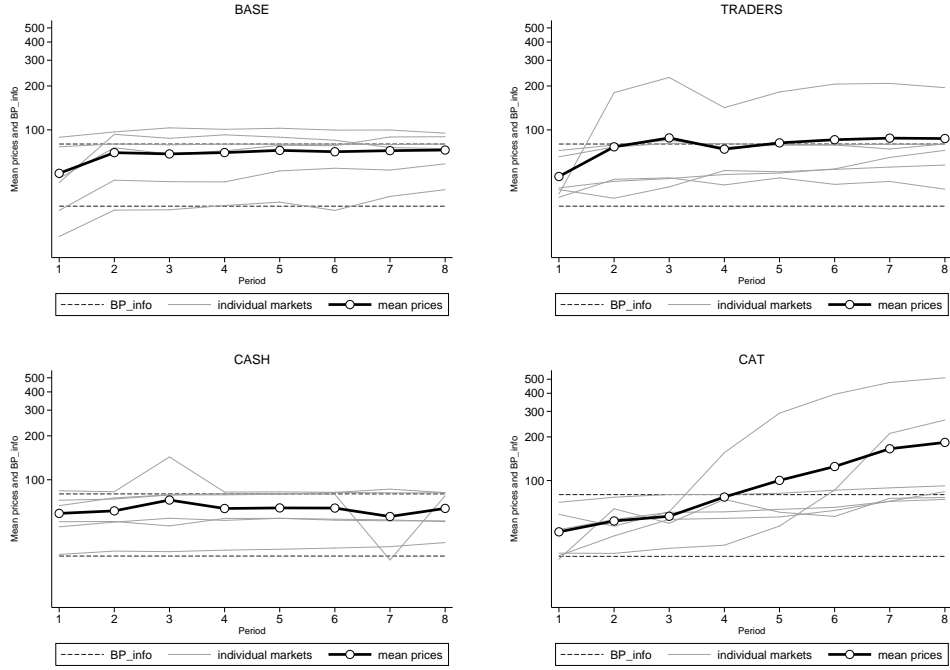 BASE
Mean prices and BP_info
500
400
300
200
100
1 2 3 4 5 6 7 8
Period
BP_info individual markets mean prices
TRADERS
Mean prices and BP_info
500
400
300
200
100
1 2 3 4 5 6 7 8
Period
BP_info individual markets mean prices
CASH
Mean prices and BP_info
500
400
300
200
100
1 2 3 4 5 6 7 8
Period
BP_info individual markets mean prices
CAT
Mean prices and BP_info
500
400
300
200
100
1 2 3 4 5 6 7 8
Period
BP_info individual markets mean prices